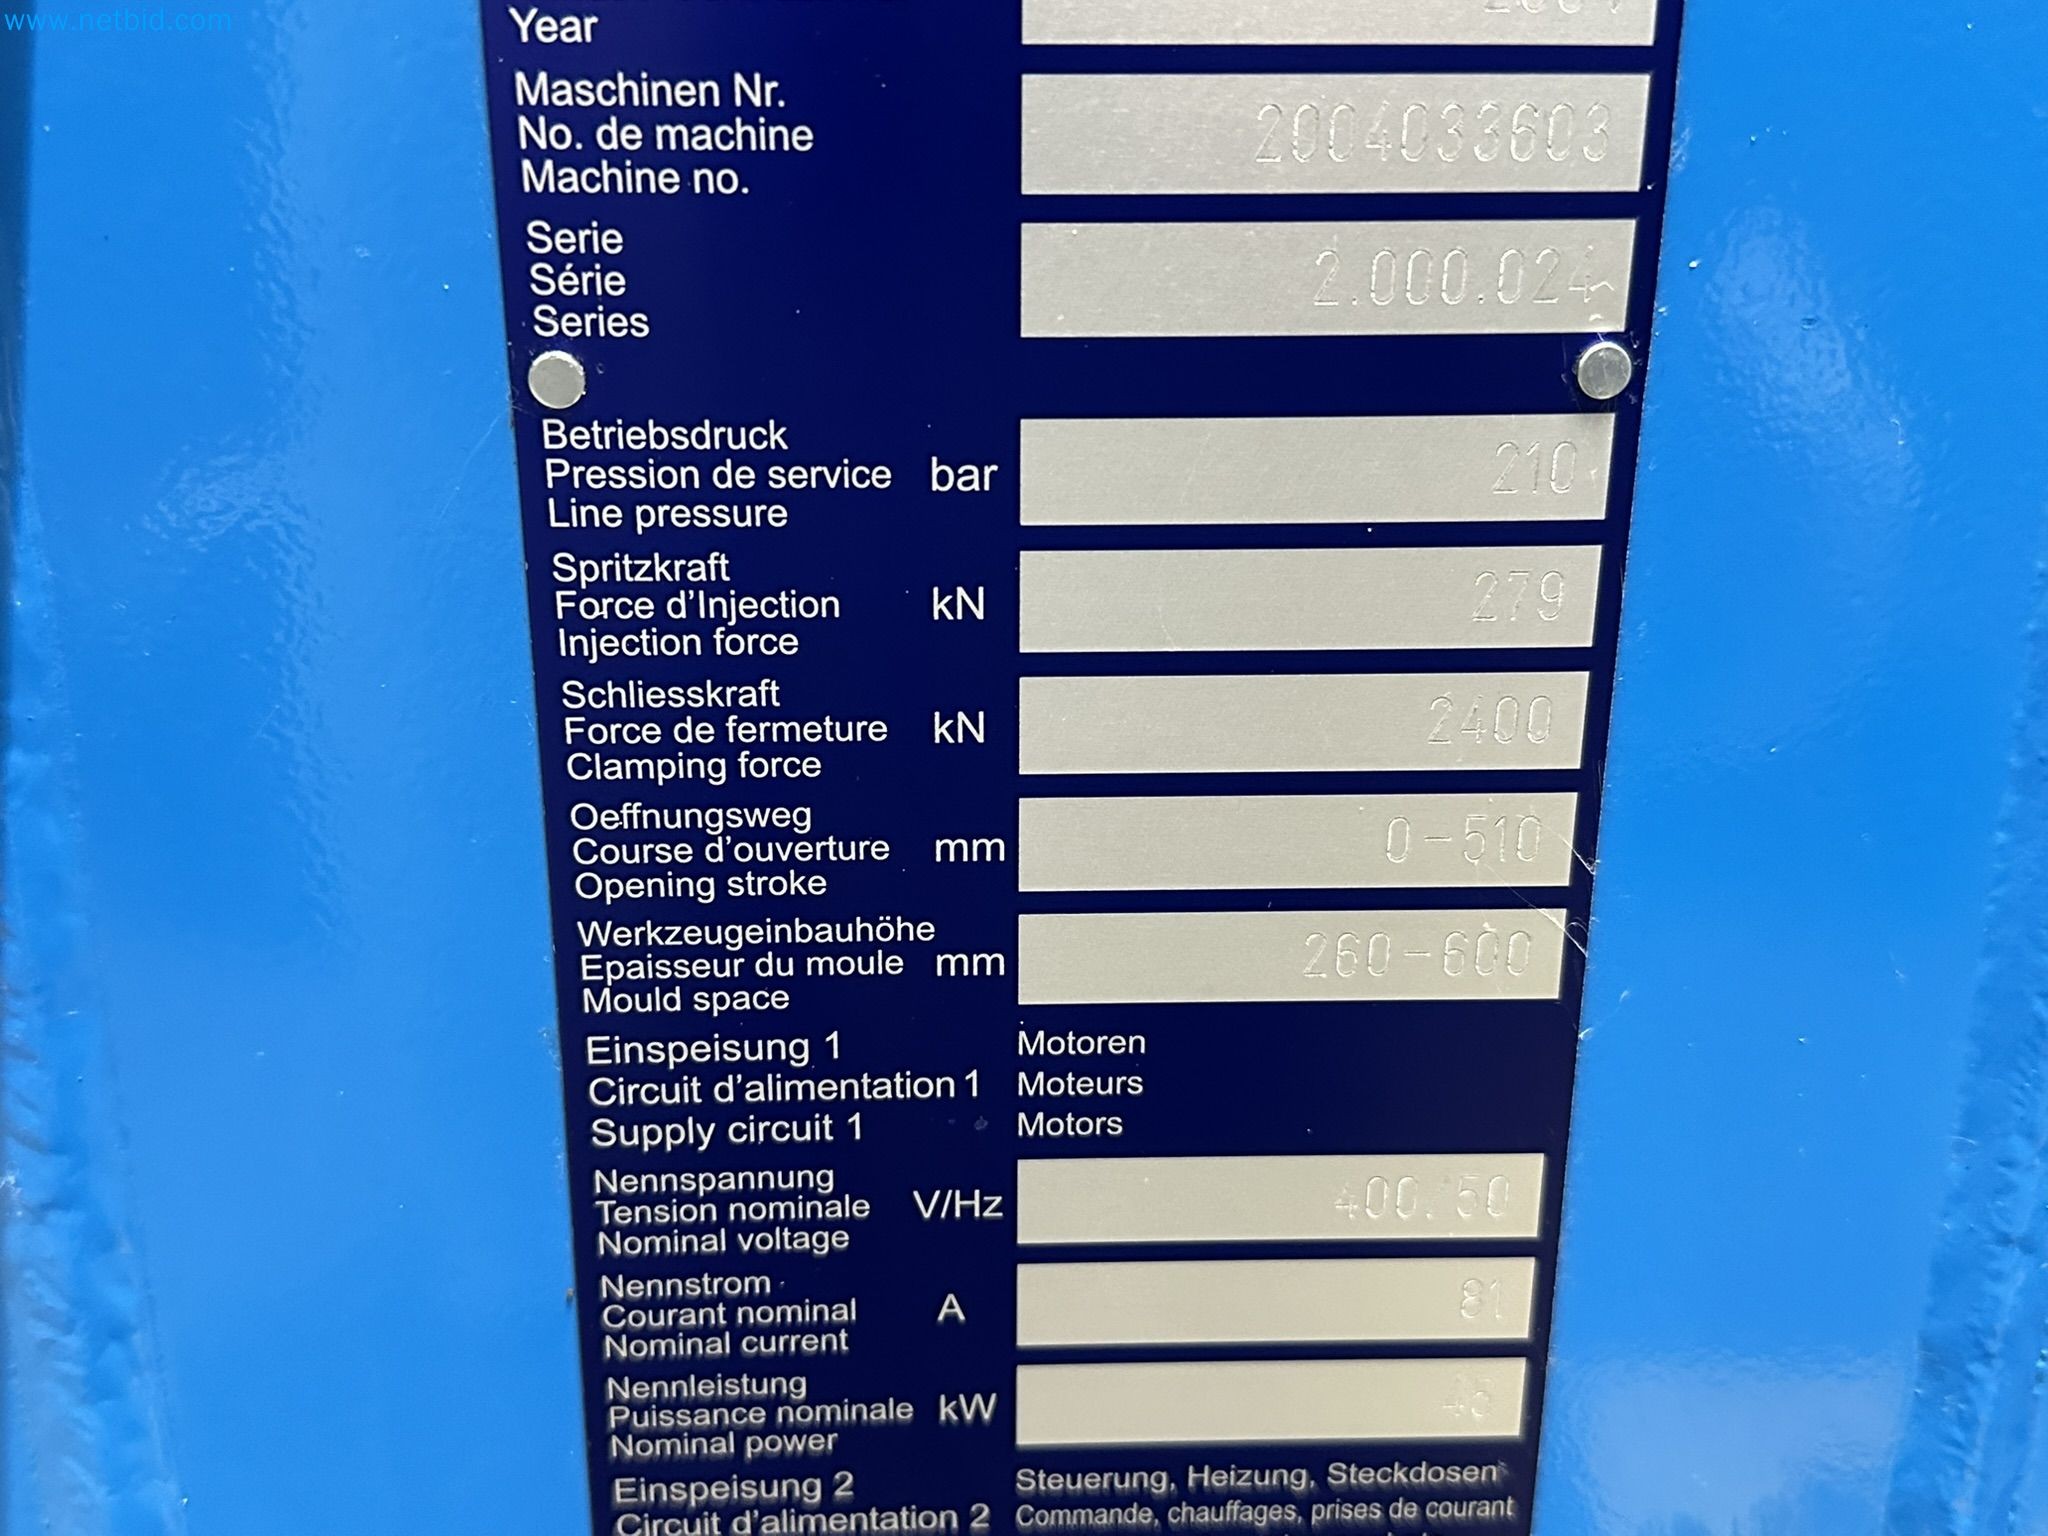 www.netbid.com
Year
Maschinen Nr.
No. de machine
Machine no.
2004033603
Serie
Série
Series
2.000.024
Betriebsdruck
Pression de service bar 210
Line pressure
Spritzkraft
Force d'Injection kN 279
Injection force
Schliesskraft
Force de fermeture kN 2400
Clamping force
Oeffnungsweg
Course d'ouverture mm 0-510
Opening stroke
Werkzeugeinbauhöhe
Epaisseur du moule mm 260-600
Mould space
Einspeisung 1 Motoren
Circuit d'alimentation 1 Moteurs
Supply circuit 1 Motors
Nennspannung
Tension nominale V/Hz 400/50
Nominal voltage
Nennstrom
Courant nominal A 81
Nominal current
Nennleistung
Puissance nominale kW 45
Nominal power
Einspeisung 2 Steuerung, Heizung, Steckdosen
Circuit d'alimentation 2 Commande, chauffages, prises de courant